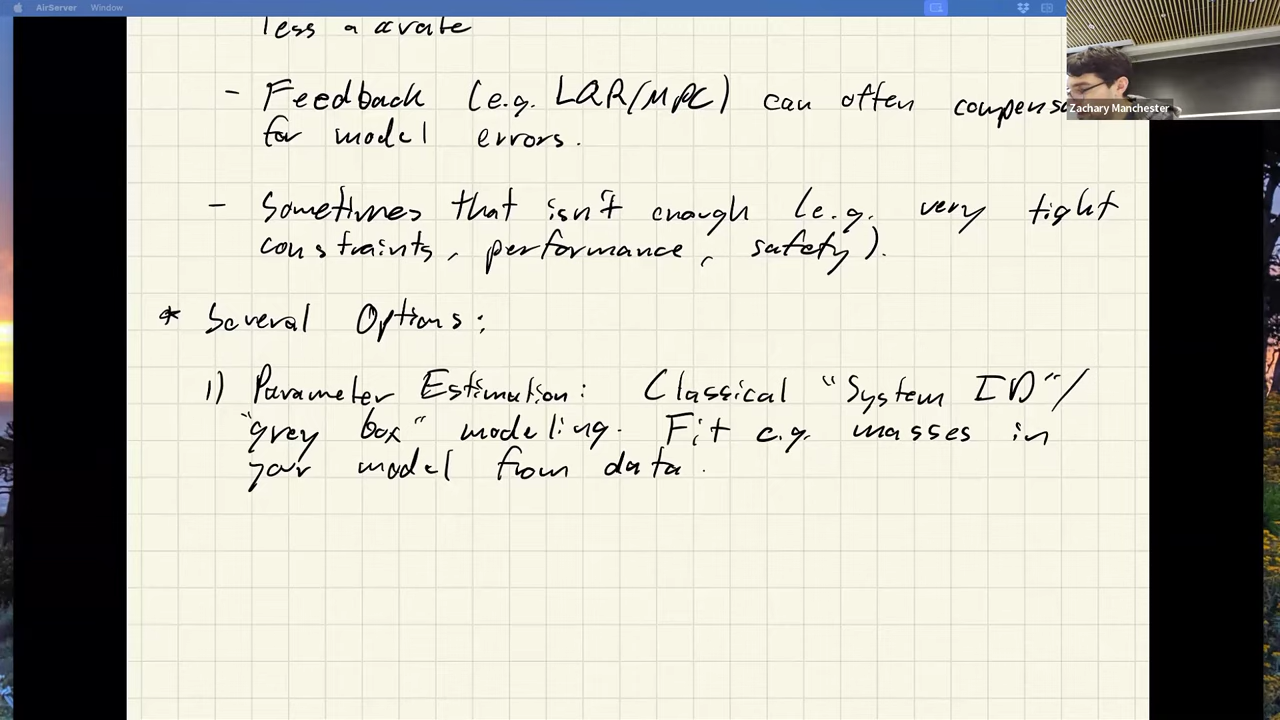 AirServer Window
less a
- Feedback (e.g. LQR/MPC) can often compensa
Zachary Manchester
for model errors.
- Sometimes that isn't enough (e.g. very tight
constraints, performance, safety).
* Several Options:
1) Parameter Estimation: Classical "System ID"/
"grey box" modeling. Fit e.g. masses in
your model from data.